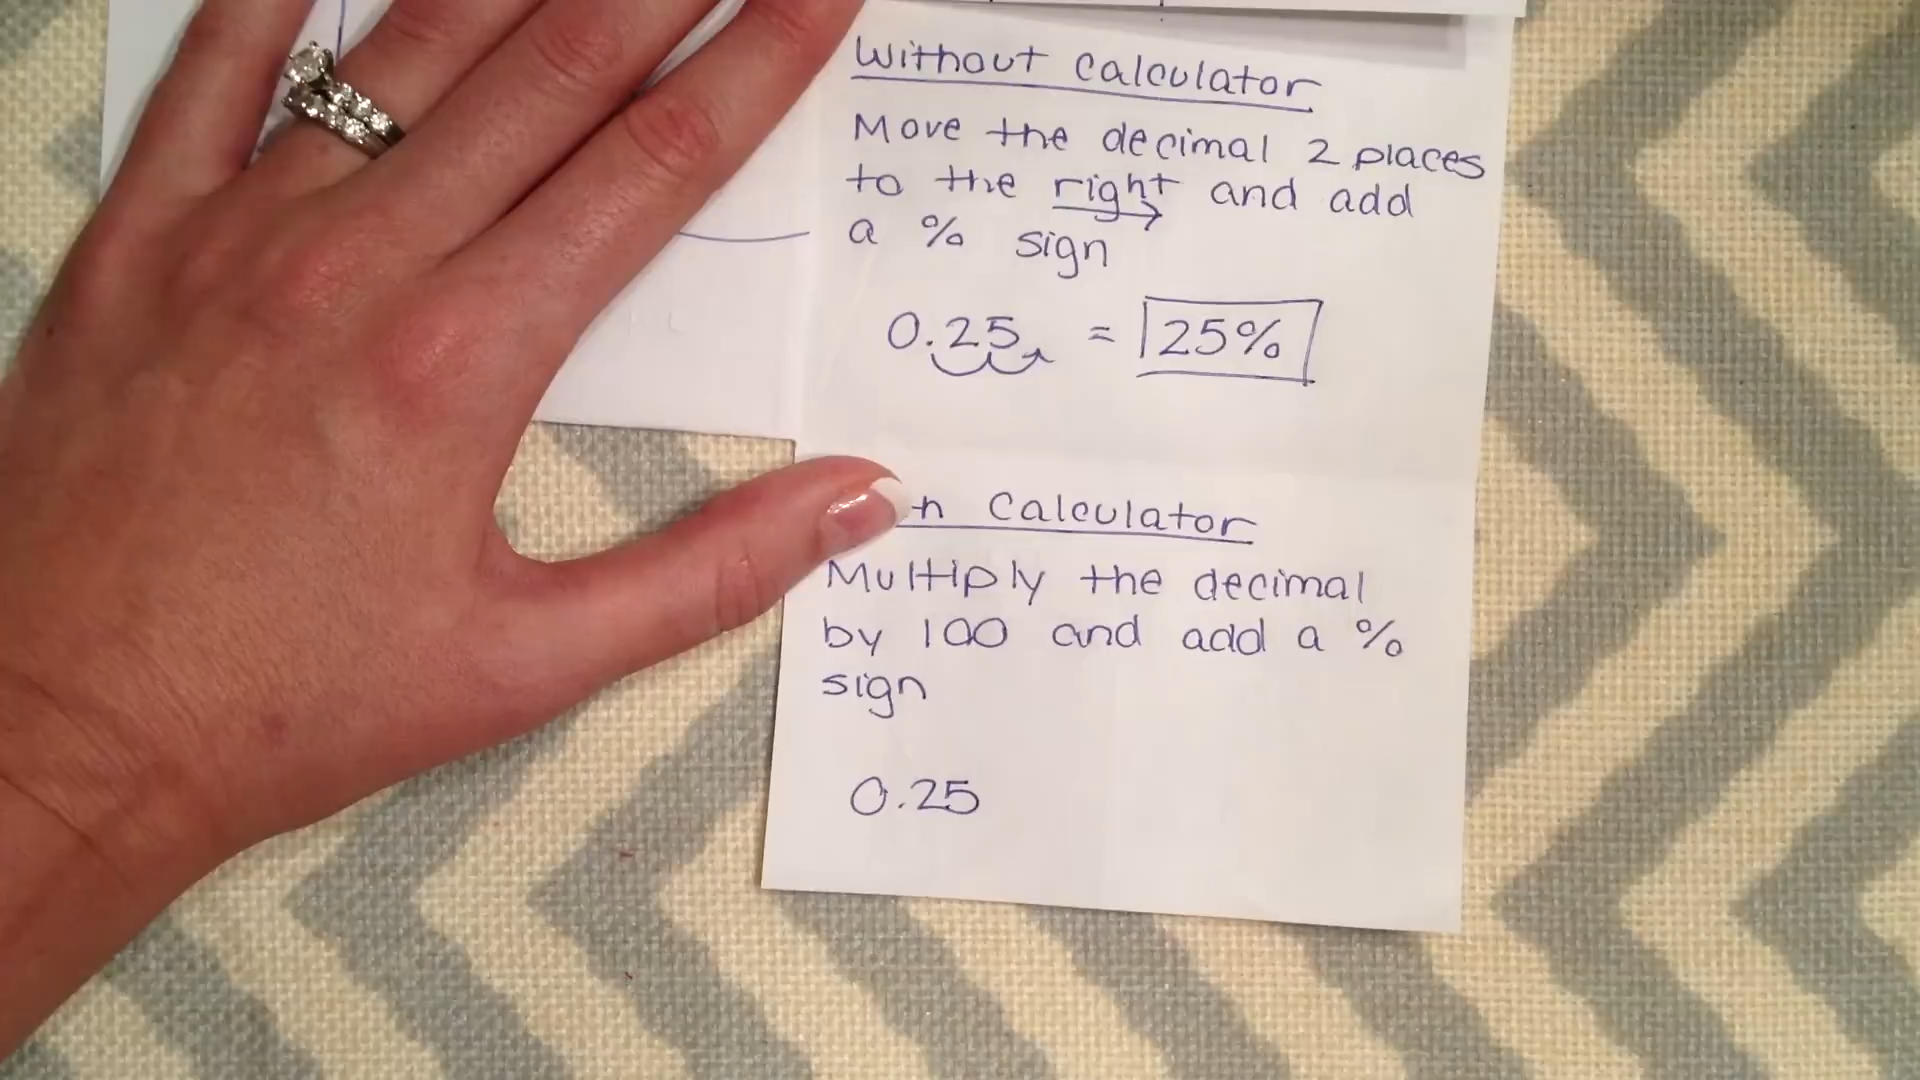 Without Calculator
Move the decimal 2 places
to the right and add
a % sign
0.25 = 25%
Calculator
Multiply the decimal
by 100 and add a %
sign
0.25